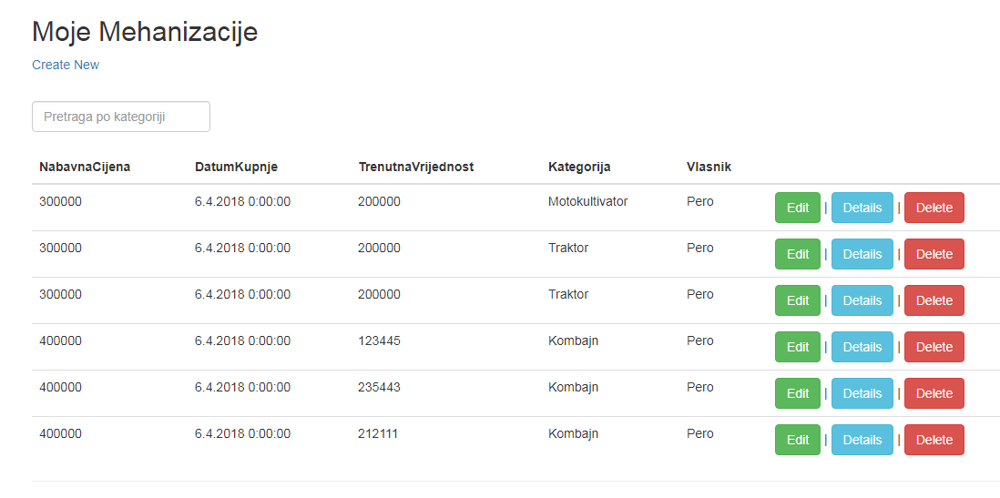 Moje Mehanizacije
Create New
Pretraga po kategoriji
NabavnaCijena DatumKupnje TrenutnaVrijednost Kategorija Vlasnik
300000 6.4.2018 0:00:00 200000 Motokultivator Pero Edit | Details | Delete
300000 6.4.2018 0:00:00 200000 Traktor Pero Edit | Details | Delete
300000 6.4.2018 0:00:00 200000 Traktor Pero Edit | Details | Delete
400000 6.4.2018 0:00:00 123445 Kombajn Pero Edit | Details | Delete
400000 6.4.2018 0:00:00 235443 Kombajn Pero Edit | Details | Delete
400000 6.4.2018 0:00:00 212111 Kombajn Pero Edit | Details | Delete